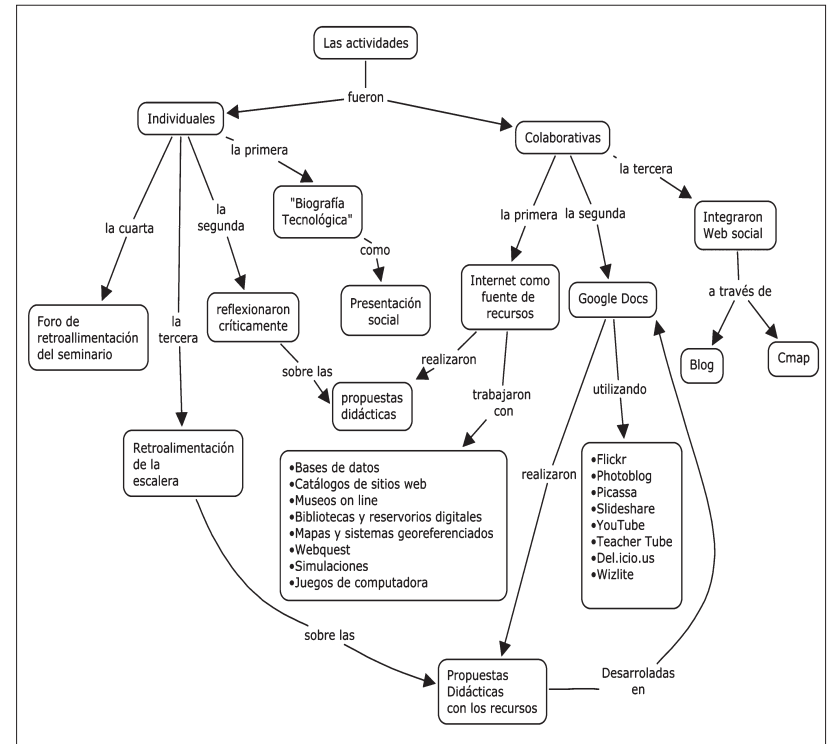 Las actividades
fueron
Individuales
Colaborativas
la primera
la tercera
"Biografía
Tecnológica"
Integraron
Web social
la cuarta
la
segunda
la primera
la segunda
como
Presentación
social
Internet como
fuente de
recursos
Google Docs
a través de
Blog
Cmap
Foro de
retroallimentación
del seminario
la
tercera
reflexionaron
críticamente
sobre las
realizaron
propuestas
didácticas
trabajaron
con
utilizando
Retroalimentación
de la
escalera
•Bases de datos
•Catálogos de sitios web
•Museos on line
•Bibliotecas y reservorios digitales
•Mapas y sistemas georeferenciados
•Webquest
•Simulaciones
•Juegos de computadora
realizaron
•Flickr
•Photoblog
•Picassa
•Slideshare
•YouTube
•Teacher Tube
•Del.icio.us
•Wizlite
sobre las
Propuestas
Didácticas
con los recursos
Desarroladas
en